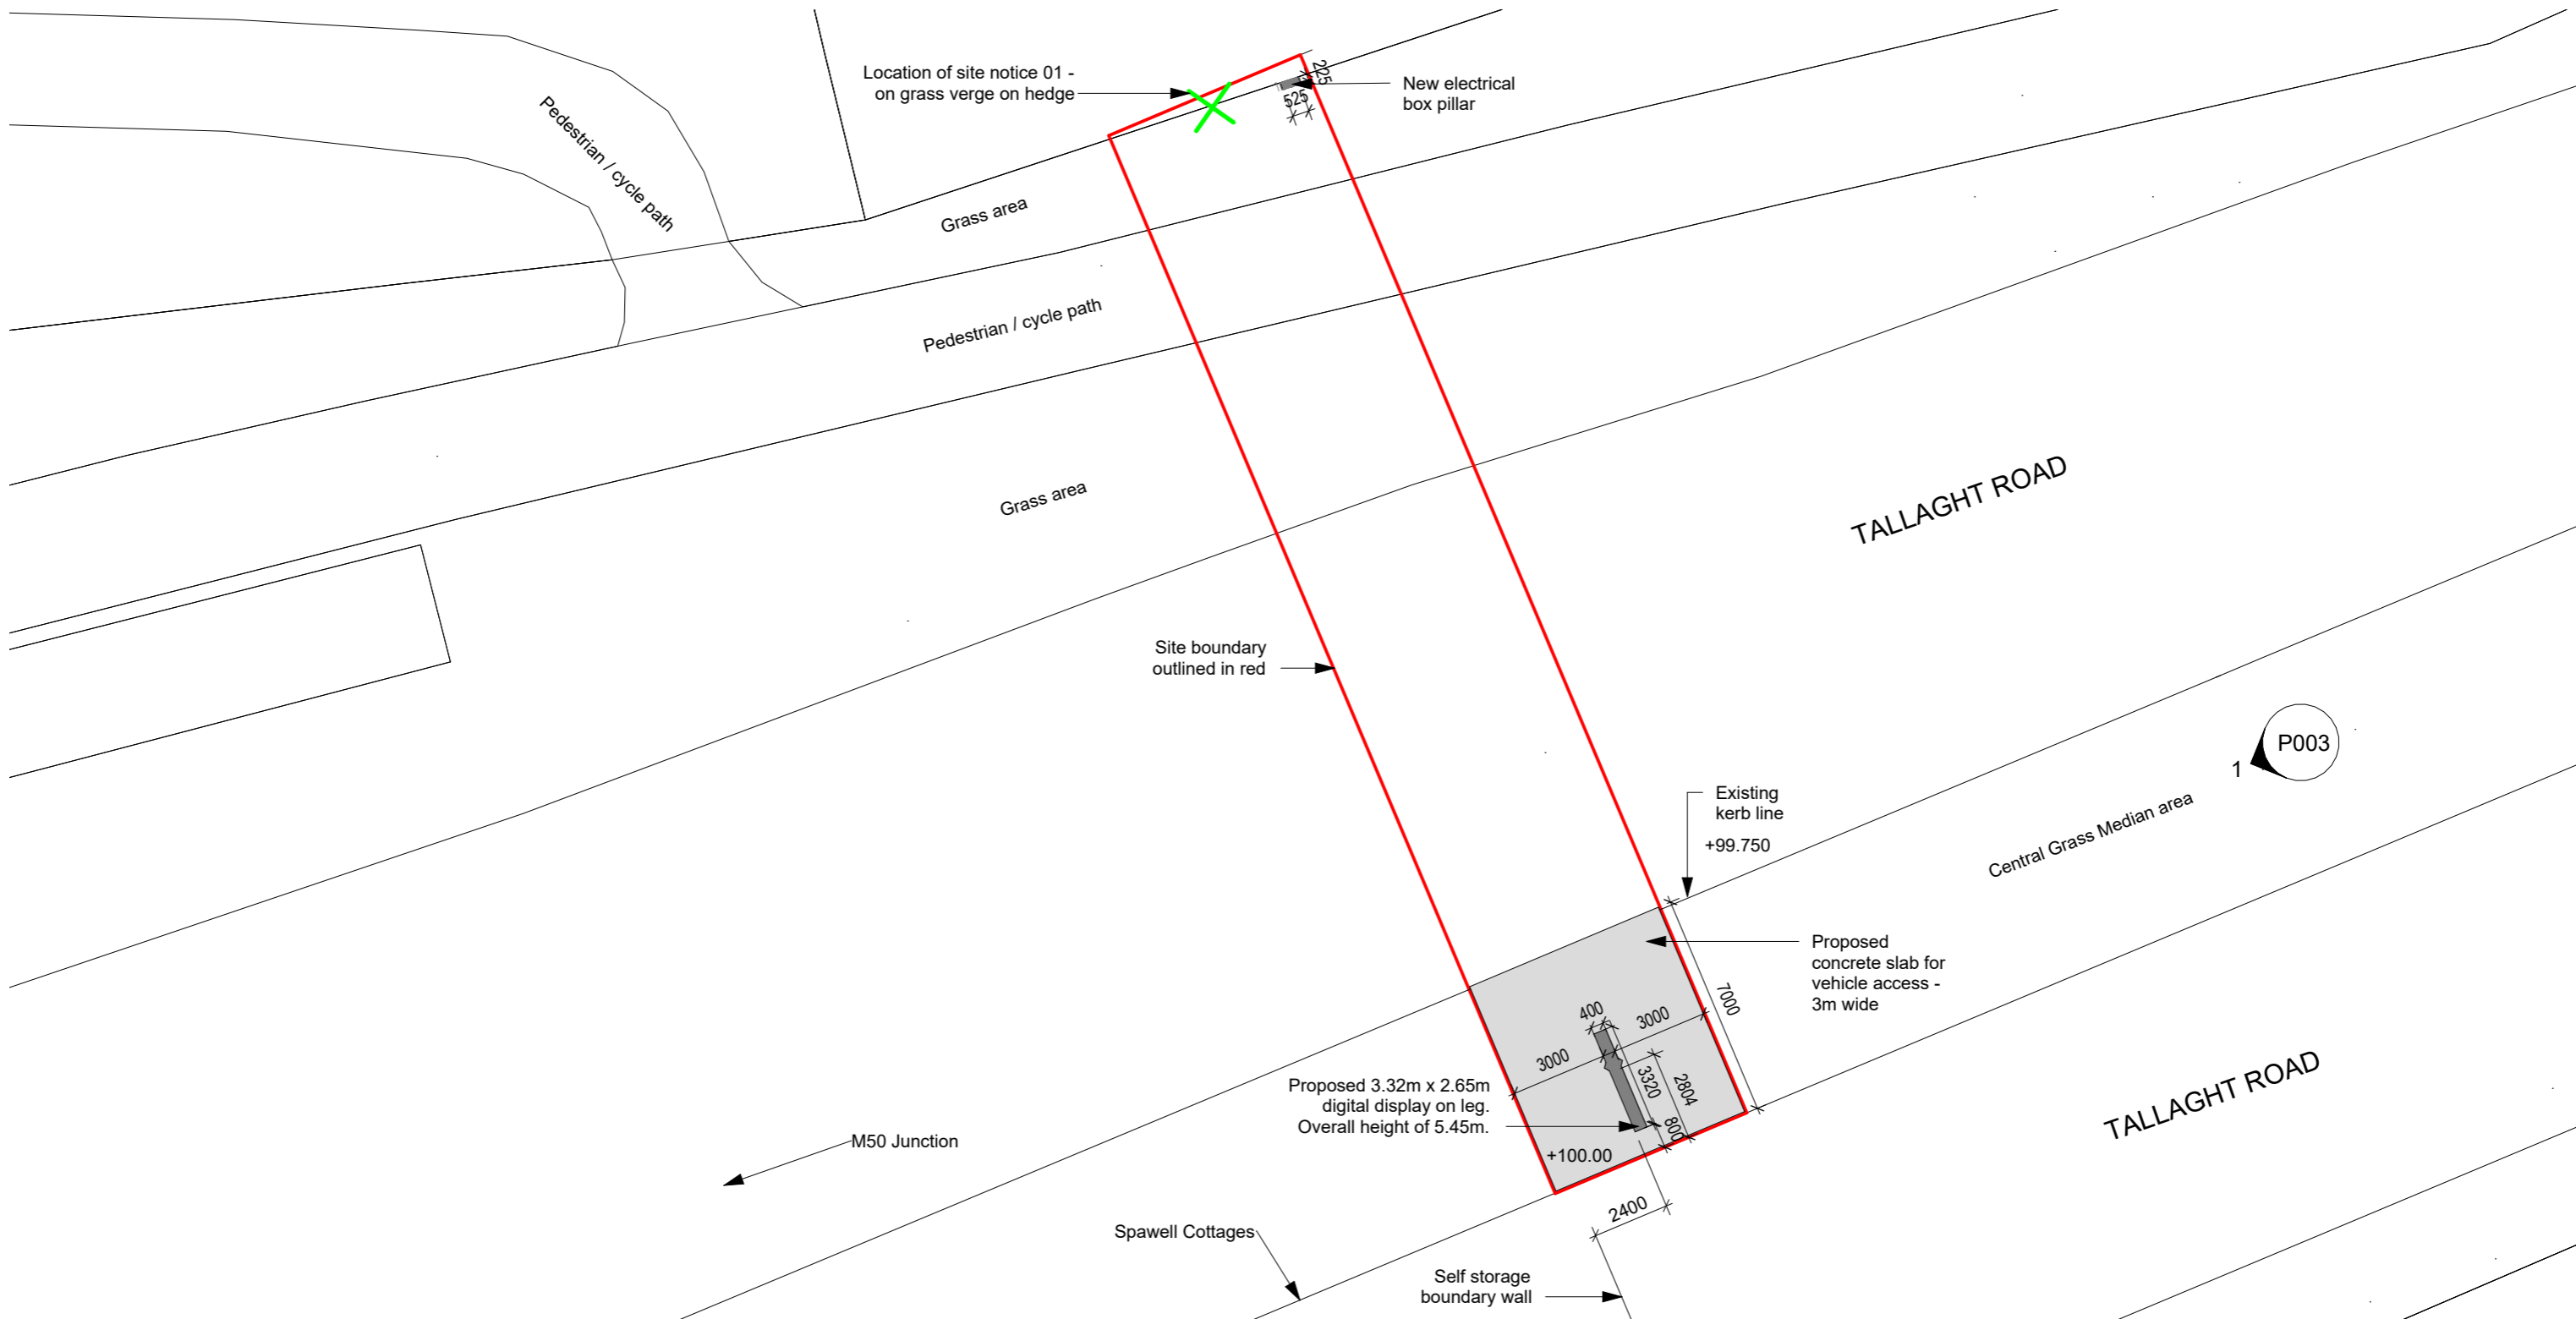 Location of site notice 01 -
on grass verge on hedge
225
525
New electrical
box pillar
Pedestrian / cycle path
Grass area
Pedestrian / cycle path
Grass area
TALLAGHT ROAD
Site boundary
outlined in red
P003
1
Existing
kerb line
+99.750
Central Grass Median area
Proposed
concrete slab for
vehicle access -
3m wide
7000
400
3000
3000
3320
2804
800
Proposed 3.32m x 2.65m
digital display on leg.
Overall height of 5.45m.
+100.00
TALLAGHT ROAD
M50 Junction
2400
Spawell Cottages
Self storage
boundary wall